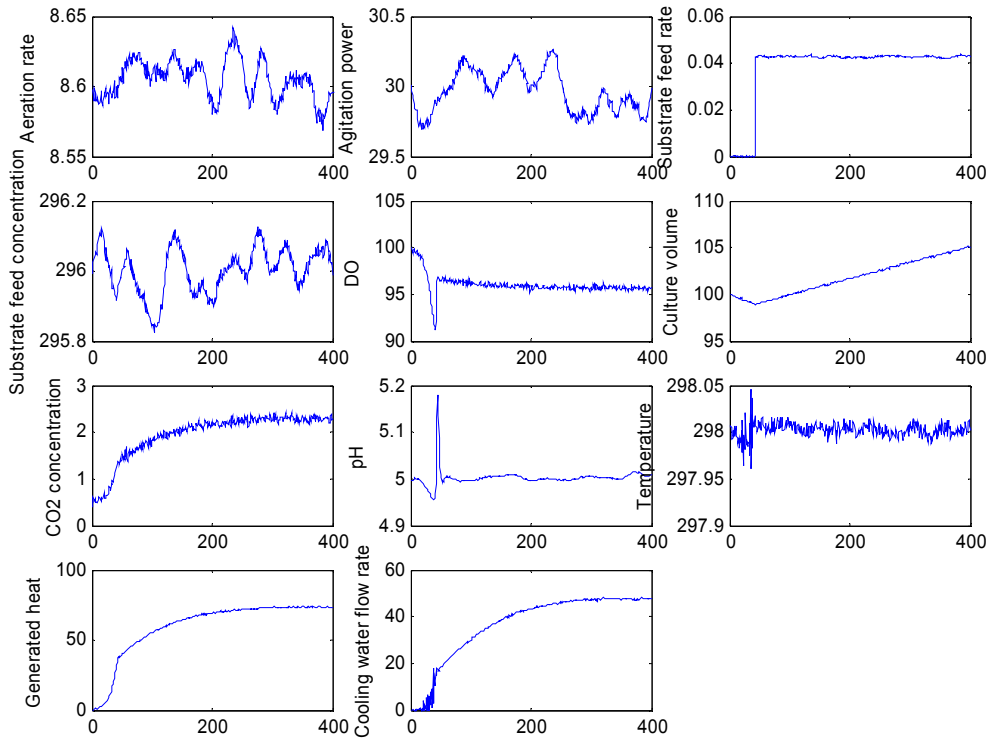 Aeration rate
8.65
8.6
8.55
0 200 400
Agitation power
30.5
30
29.5
0 200 400
Substrate feed rate
0.06
0.04
0.02
0
0 200 400
Substrate feed concentration
296.2
296
295.8
0 200 400
DO
105
100
95
90
0 200 400
Culture volume
110
105
100
95
0 200 400
CO2 concentration
3
2
1
0
0 200 400
pH
5.2
5.1
5
4.9
0 200 400
Temperature
298.05
298
297.95
297.9
0 200 400
Generated heat
100
50
0
0 200 400
Cooling water flow rate
60
40
20
0
0 200 400